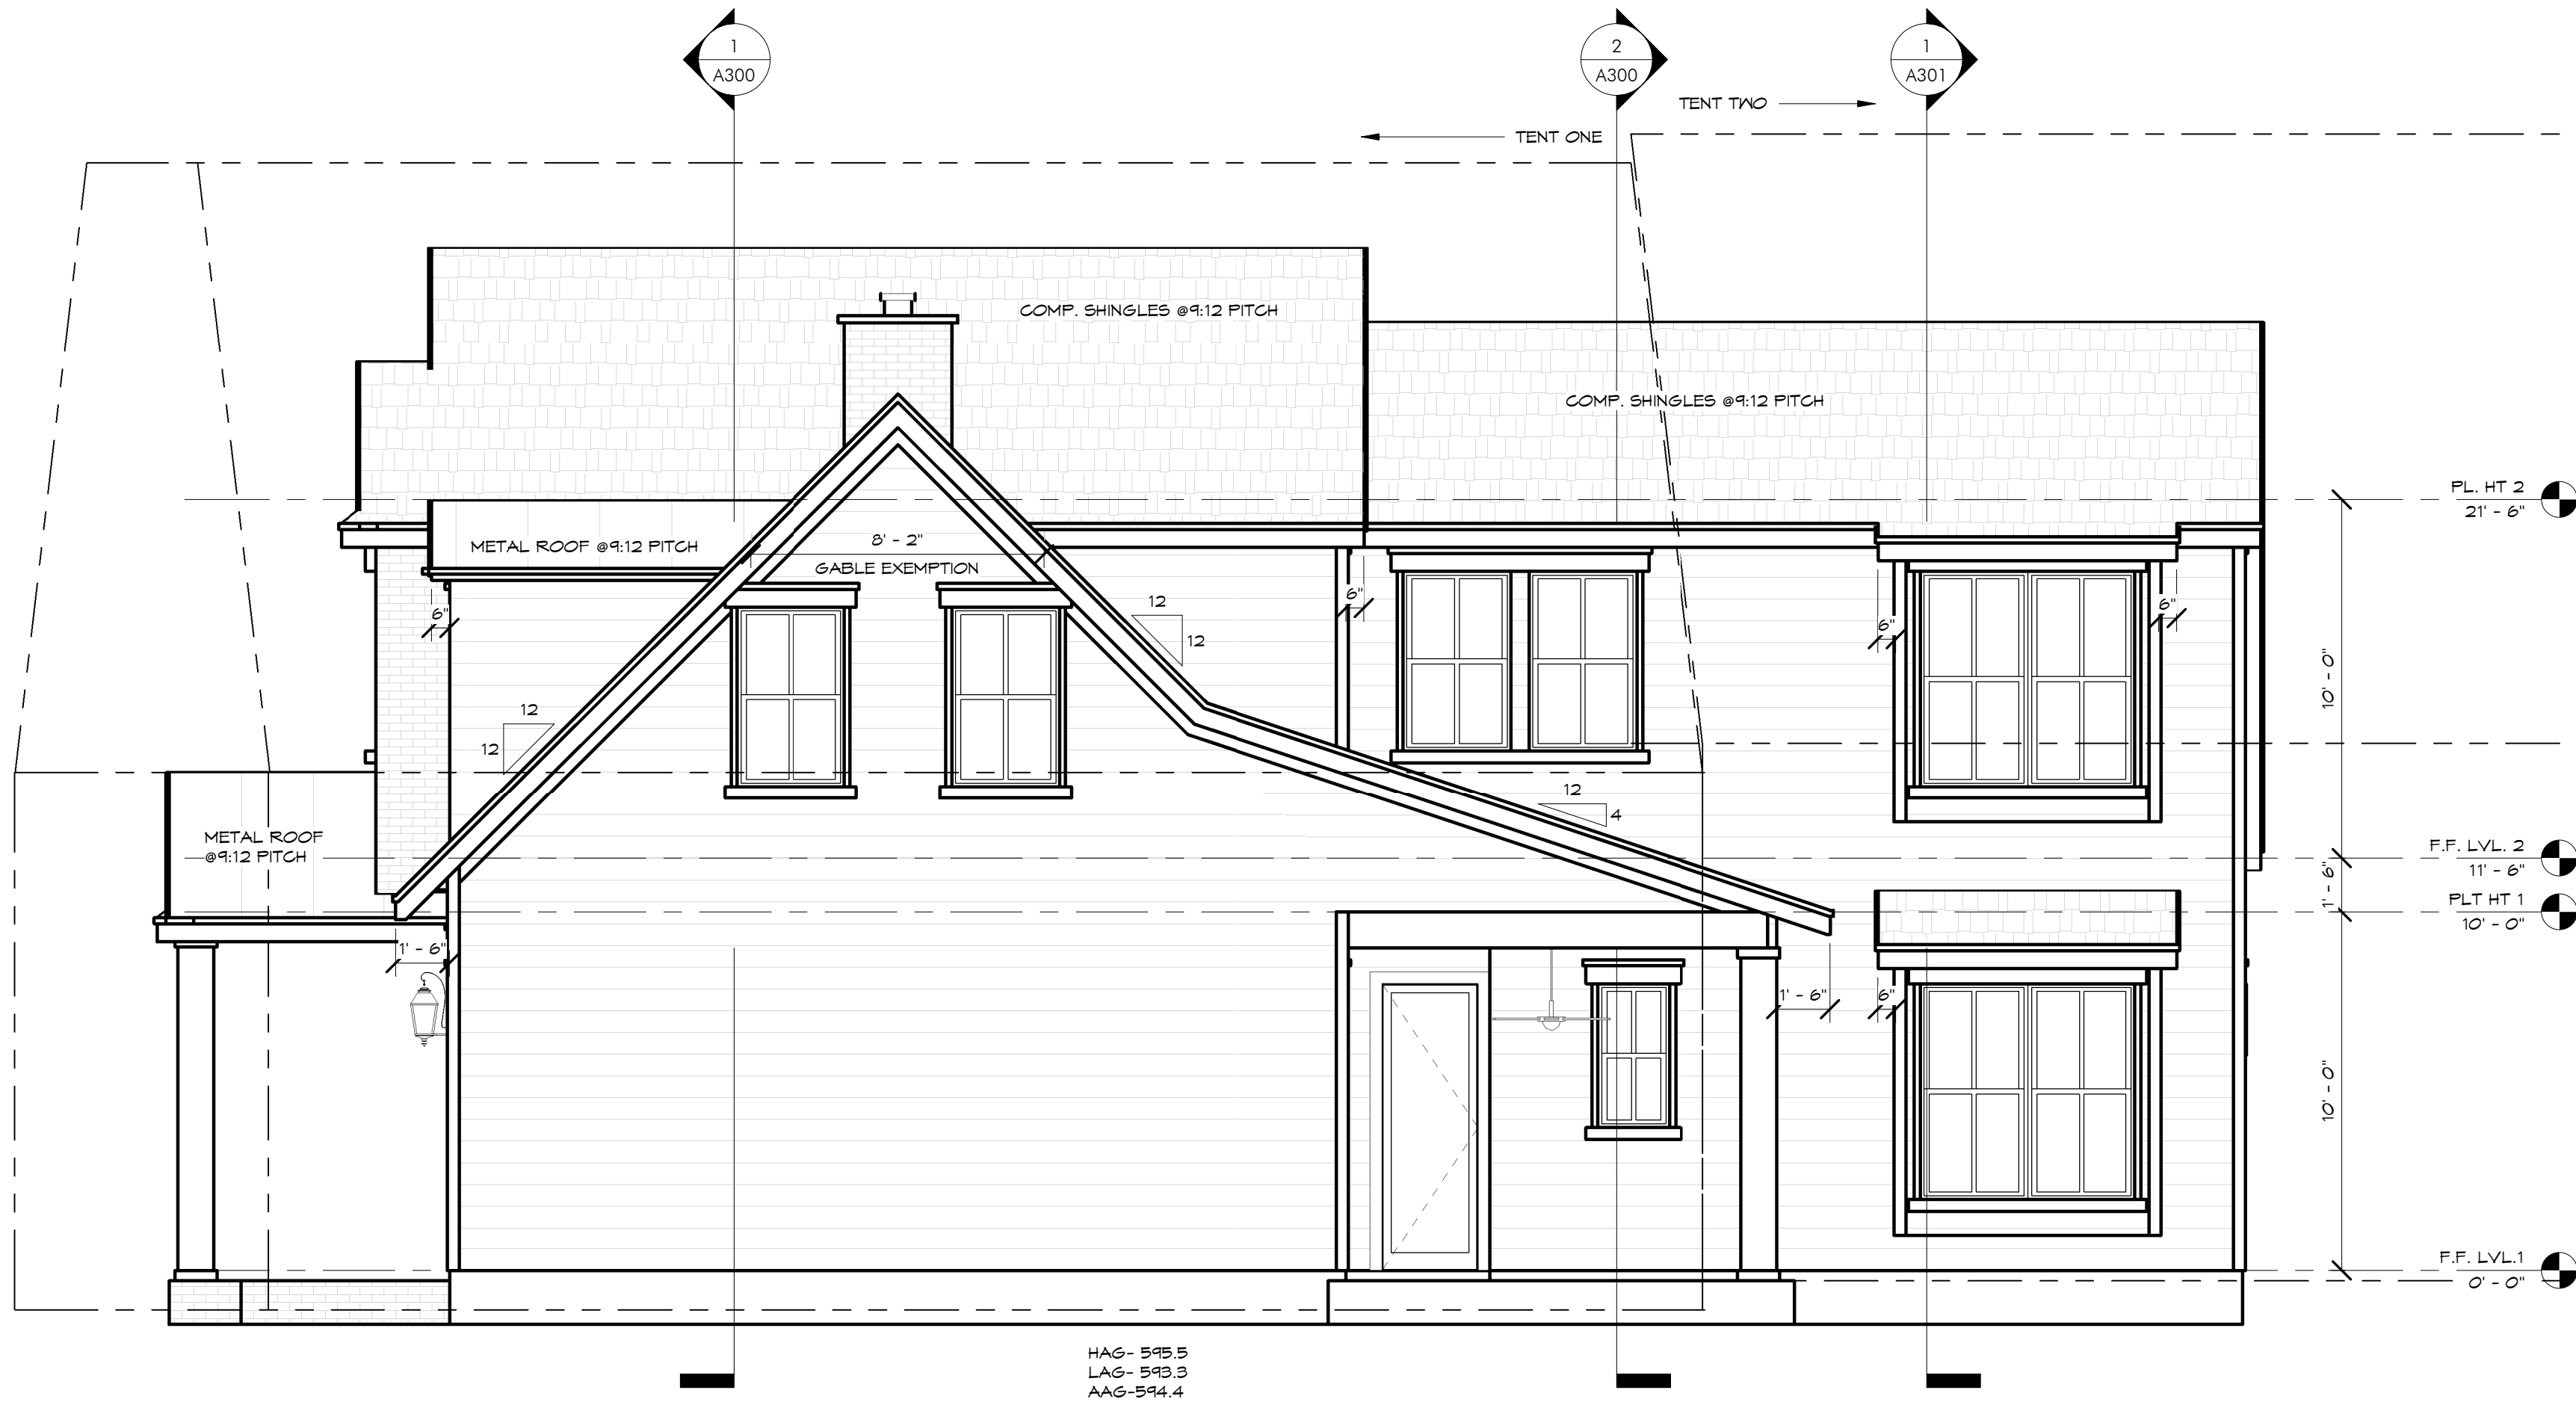 1
A300
2
A300
1
A301
TENT TWO
TENT ONE
COMP. SHINGLES @9:12 PITCH
COMP. SHINGLES @9:12 PITCH
PL. HT 2
21' - 6"
METAL ROOF @9:12 PITCH
8' - 2"
GABLE EXEMPTION
6"
6"
6"
6"
12
12
12
12
10' - 0"
12
4
METAL ROOF
@9:12 PITCH
F.F. LVL. 2
11' - 6"
1' - 6"
PLT HT 1
10' - 0"
1' - 6"
1' - 6"
6"
10' - 0"
F.F. LVL.1
0' - 0"
HAG- 595.5
LAG- 593.3
AAG-594.4